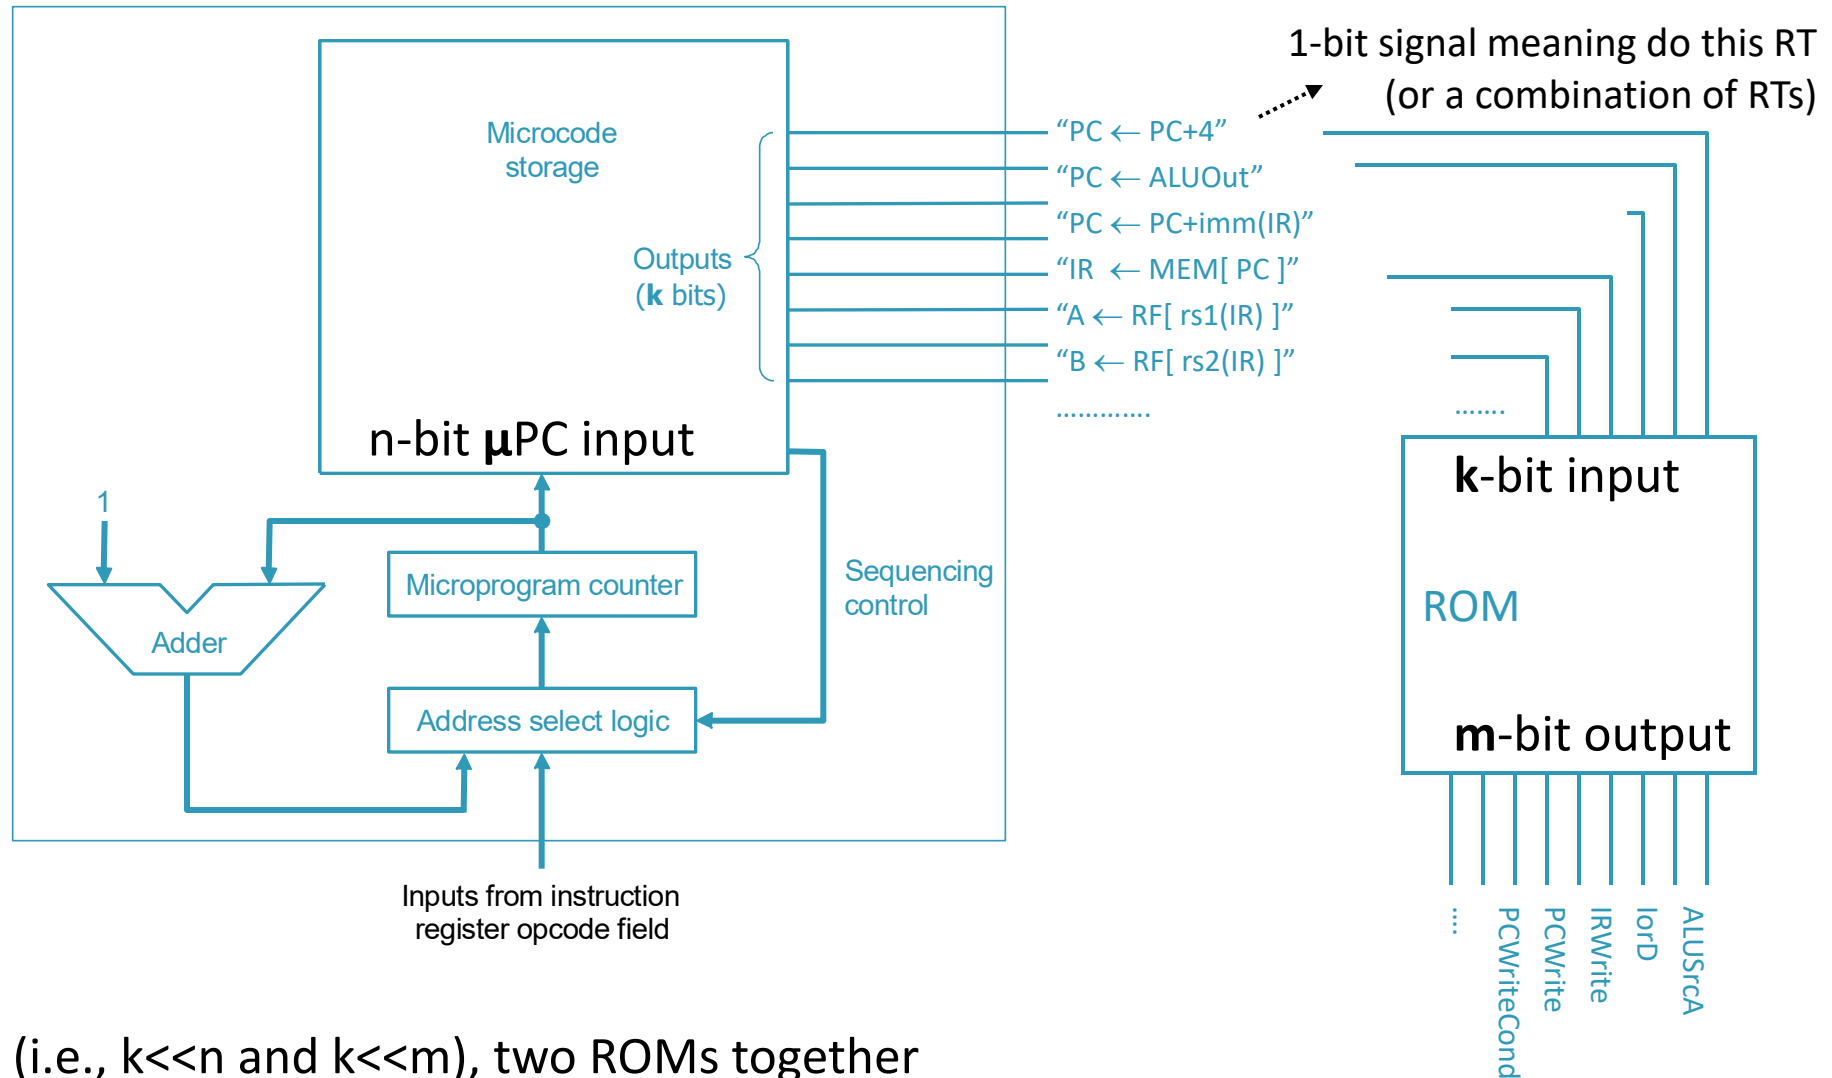 1-bit signal meaning do this RT
(or a combination of RTs)
Microcode
storage
Outputs
(k bits)
“PC ← PC+4”
“PC ← ALUOut”
“PC ← PC+imm(IR)”
“IR ← MEM[ PC ]”
“A ← RF[ rs1(IR) ]”
“B ← RF[ rs2(IR) ]”
………….
…….
n-bit µPC input
1
Microprogram counter
Adder
Address select logic
Sequencing
control
Inputs from instruction
register opcode field
k-bit input
ROM
m-bit output
....
PCWriteCond
PCWrite
IRWrite
IorD
ALUSrcA
(i.e., k<<n and k<<m), two ROMs together